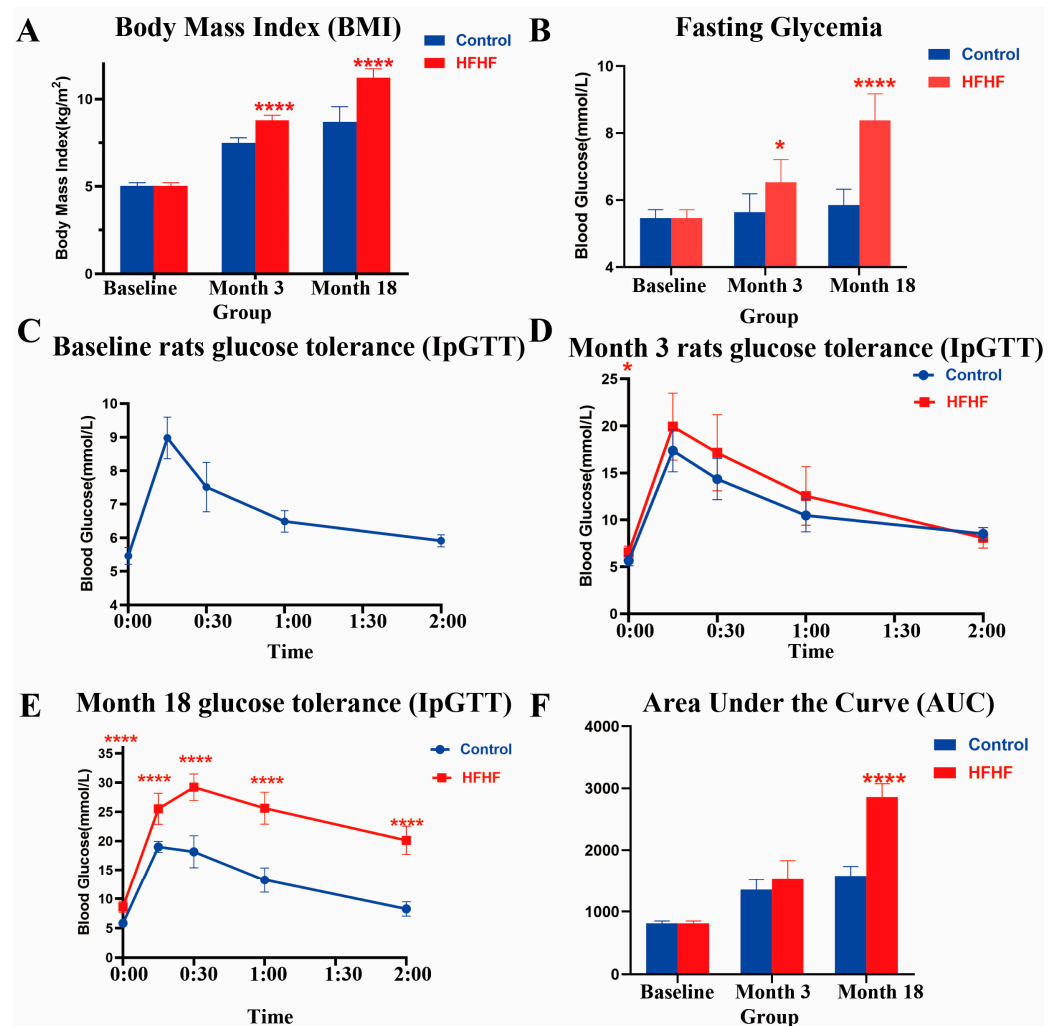 A Body Mass Index (BMI)
Control
HFHF
Body Mass Index(kg/m²)
10
5
0
****
****
Baseline Month 3 Month 18
Group
B Fasting Glycemia
Control
HFHF
Blood Glucose(mmol/L)
10
8
6
4
*
****
Baseline Month 3 Month 18
Group
C Baseline rats glucose tolerance (IpGTT)
Blood Glucose(mmol/L)
10
9
8
7
6
5
4
0:00 0:30 1:00 1:30 2:00
Time
D Month 3 rats glucose tolerance (IpGTT)
Control
HFHF
*
Blood Glucose(mmol/L)
25
20
15
10
5
0
0:00 0:30 1:00 1:30 2:00
Time
E Month 18 glucose tolerance (IpGTT)
Control
HFHF
**** **** **** **** ****
Blood Glucose(mmol/L)
35
30
25
20
15
10
5
0
0:00 0:30 1:00 1:30 2:00
Time
F Area Under the Curve (AUC)
Control
HFHF
4000
3000
2000
1000
0
****
Baseline Month 3 Month 18
Group